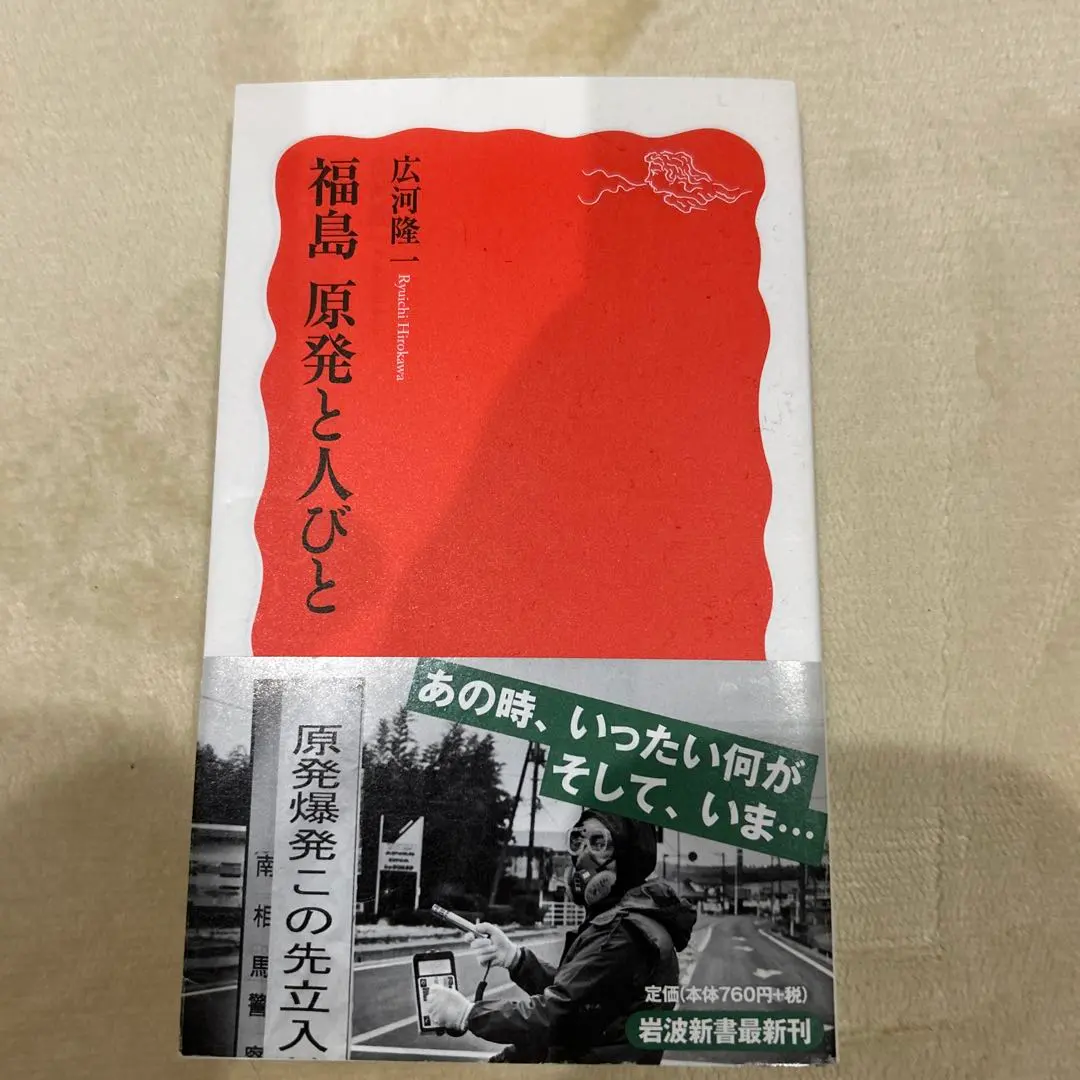 福島 原発と人びと
広河隆一
Ryuichi Hirokawa
あの時、いったい何が
そして、いま…
原発爆発この先立入
南相馬警察
定価(本体760円+税)
岩波新書最新刊